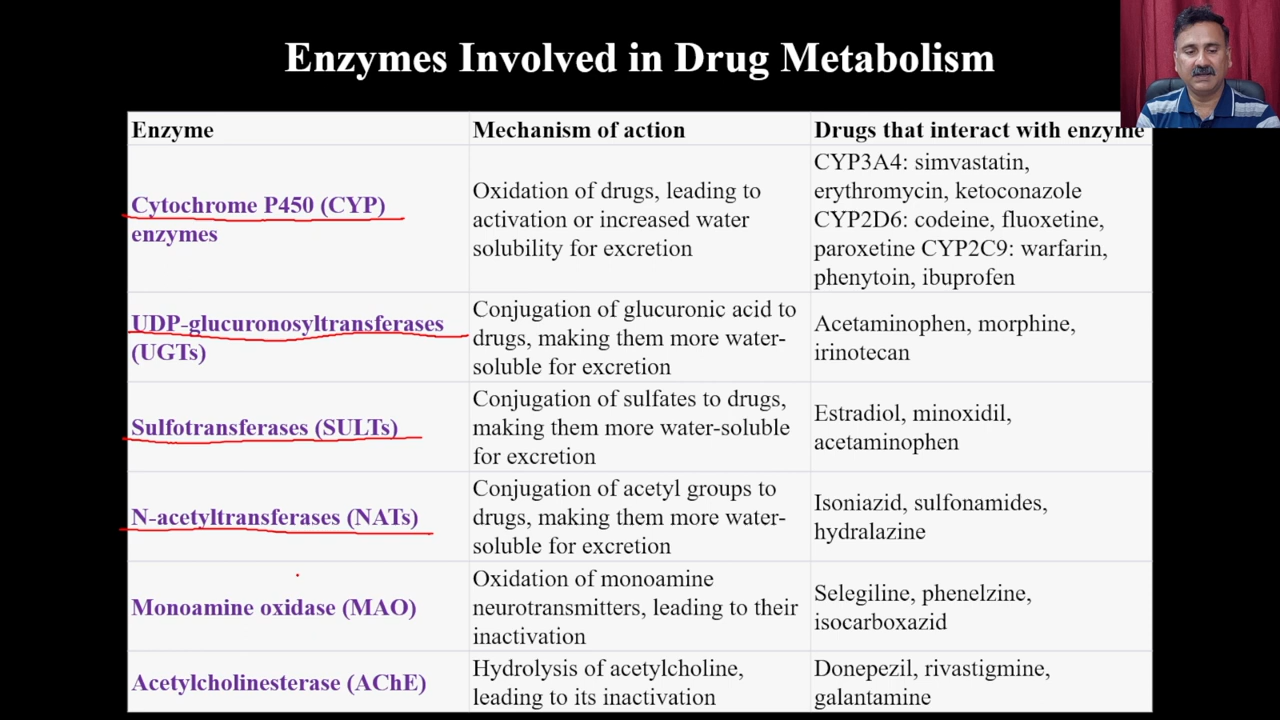 Enzymes Involved in Drug Metabolism
Enzyme
Mechanism of action
Drugs that interact with enzyme
Cytochrome P450 (CYP)
enzymes
Oxidation of drugs, leading to
activation or increased water
solubility for excretion
CYP3A4: simvastatin,
erythromycin, ketoconazole
CYP2D6: codeine, fluoxetine,
paroxetine CYP2C9: warfarin,
phenytoin, ibuprofen
UDP-glucuronosyltransferases
(UGTs)
Conjugation of glucuronic acid to
drugs, making them more water-
soluble for excretion
Acetaminophen, morphine,
irinotecan
Sulfotransferases (SULTs)
Conjugation of sulfates to drugs,
making them more water-soluble
for excretion
Estradiol, minoxidil,
acetaminophen
N-acetyltransferases (NATs)
Conjugation of acetyl groups to
drugs, making them more water-
soluble for excretion
Isoniazid, sulfonamides,
hydralazine
Monoamine oxidase (MAO)
Oxidation of monoamine
neurotransmitters, leading to their
inactivation
Selegiline, phenelzine,
isocarboxazid
Acetylcholinesterase (AChE)
Hydrolysis of acetylcholine,
leading to its inactivation
Donepezil, rivastigmine,
galantamine